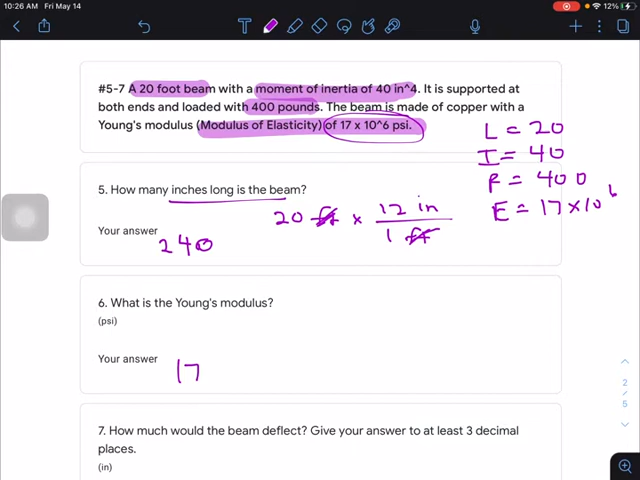 10:26 AM Fri May 14
12%
#5-7 A 20 foot beam with a moment of inertia of 40 in^4. It is supported at
both ends and loaded with 400 pounds. The beam is made of copper with a
Young's modulus (Modulus of Elasticity) of 17 x 10^6 psi.
L = 20
I = 40
F = 400
E = 17 x 10^6
5. How many inches long is the beam?
20 ft x 12 in
1 ft
Your answer
240
6. What is the Young's modulus?
(psi)
Your answer
17
7. How much would the beam deflect? Give your answer to at least 3 decimal
places.
(in)
2
/
5